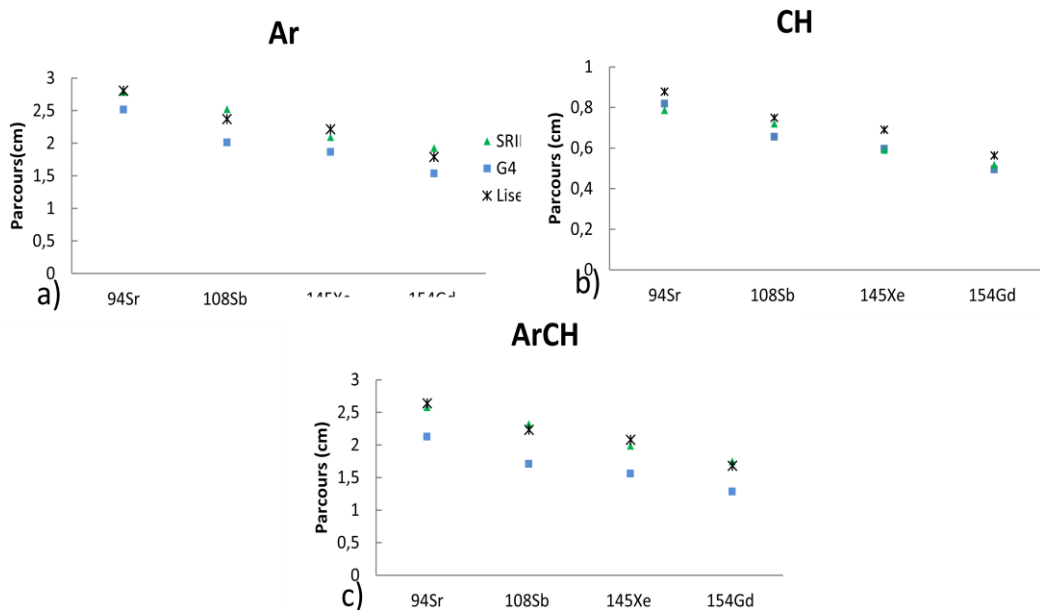 Ar
Parcours(cm)
3
2,5
2
1,5
1
0,5
0
94Sr
108Sb
154Gd
G4
a)
CH
Parcours (cm)
1
0,8
0,6
0,4
0,2
0
94Sr
108Sb
145Xe
154Gd
b)
ArCH
Parcours (cm)
3
2,5
2
1,5
1
0,5
0
94Sr
108Sb
145Xe
154Gd
c)